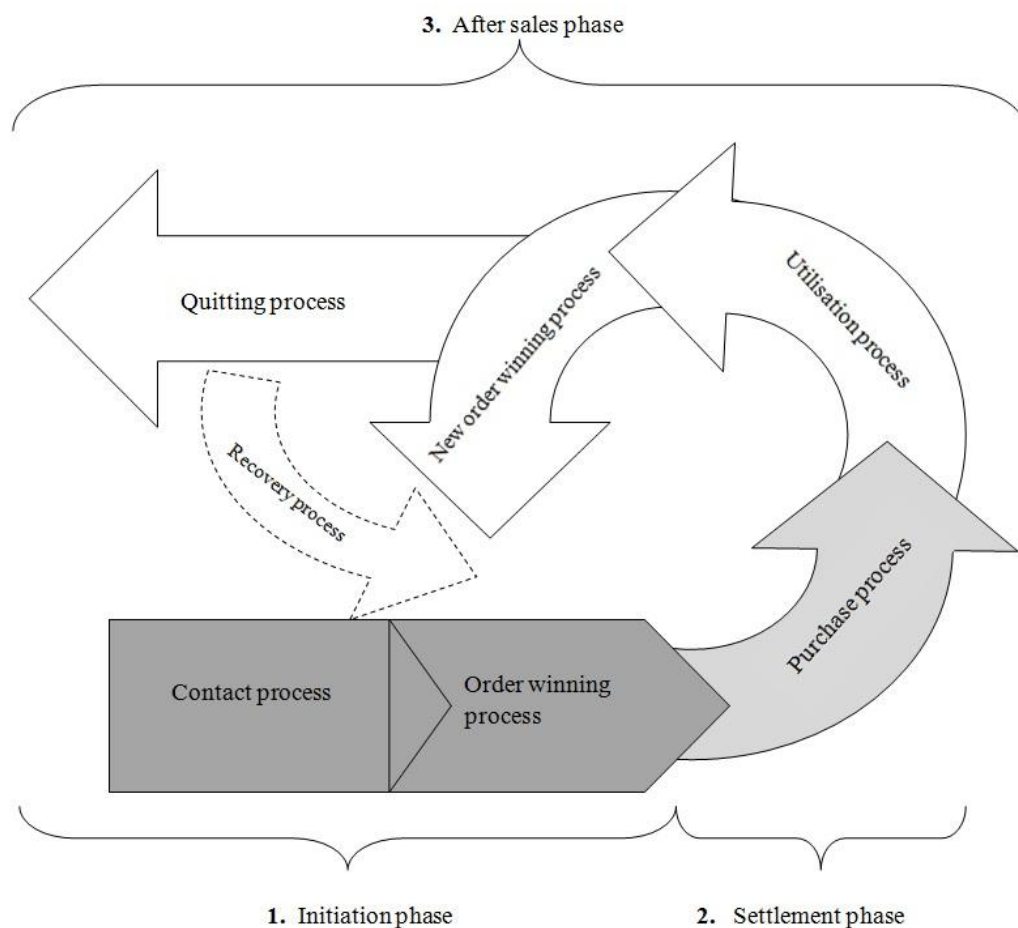 3. After sales phase
Quitting process
New order winning process
Utilisation process
Recovery process
Purchase process
Contact process
Order winning
process
1. Initiation phase
2. Settlement phase